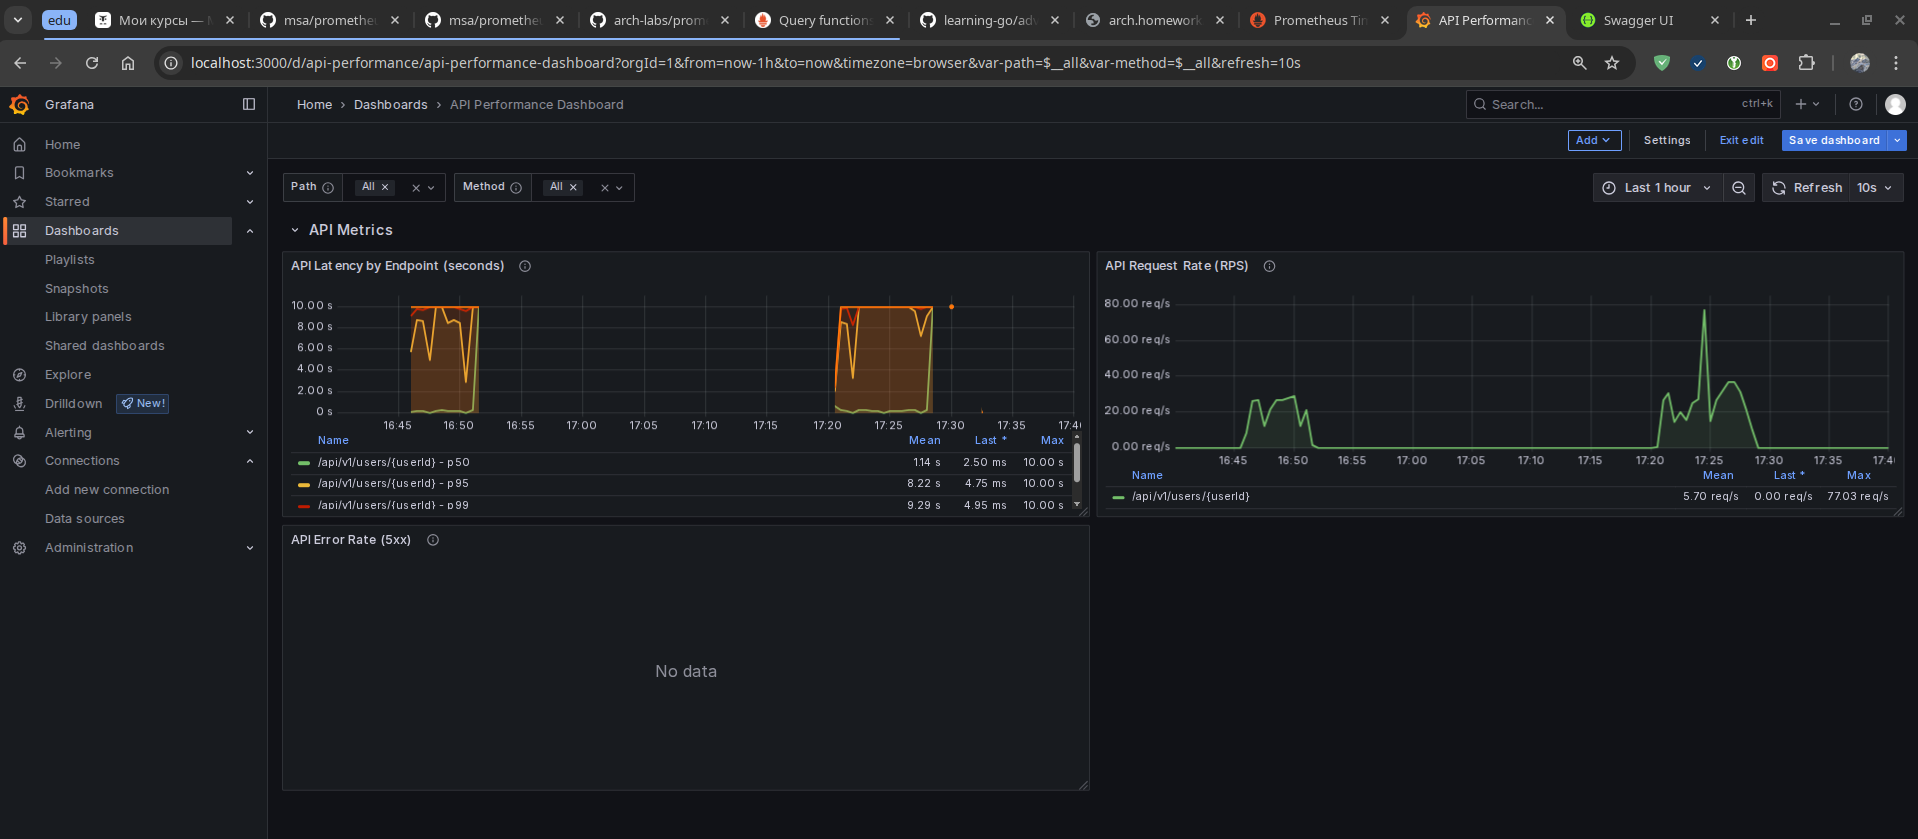 edu
Мои курсы — М
msa/promethe
msa/promethe
arch-labs/prom
Query functions
learning-go/adv
arch.homework
Prometheus Tim
API Performanc
Swagger UI
localhost:3000/d/api-performance/api-performance-dashboard?orgId=1&from=now-1h&to=now&timezone=browser&var-path=$__all&var-method=$__all&refresh=10s
Grafana
Home › Dashboards › API Performance Dashboard
Search...
ctrl+k
Add
Settings
Exit edit
Save dashboard
Home
Bookmarks
Starred
Dashboards
Playlists
Snapshots
Library panels
Shared dashboards
Explore
Drilldown
New!
Alerting
Connections
Add new connection
Data sources
Administration
Path
All
Method
All
Last 1 hour
Refresh
10s
API Metrics
API Latency by Endpoint (seconds)
10.00 s
8.00 s
6.00 s
4.00 s
2.00 s
0 s
16:45 16:50 16:55 17:00 17:05 17:10 17:15 17:20 17:25 17:30 17:35 17:4
Name Mean Last * Max
/api/v1/users/{userId} - p50 1.14 s 2.50 ms 10.00 s
/api/v1/users/{userId} - p95 8.22 s 4.75 ms 10.00 s
/api/v1/users/{userId} - p99 9.29 s 4.95 ms 10.00 s
API Request Rate (RPS)
80.00 req/s
60.00 req/s
40.00 req/s
20.00 req/s
0.00 req/s
16:45 16:50 16:55 17:00 17:05 17:10 17:15 17:20 17:25 17:30 17:35 17:4
Name Mean Last * Max
/api/v1/users/{userId} 5.70 req/s 0.00 req/s 77.03 req/s
API Error Rate (5xx)
No data